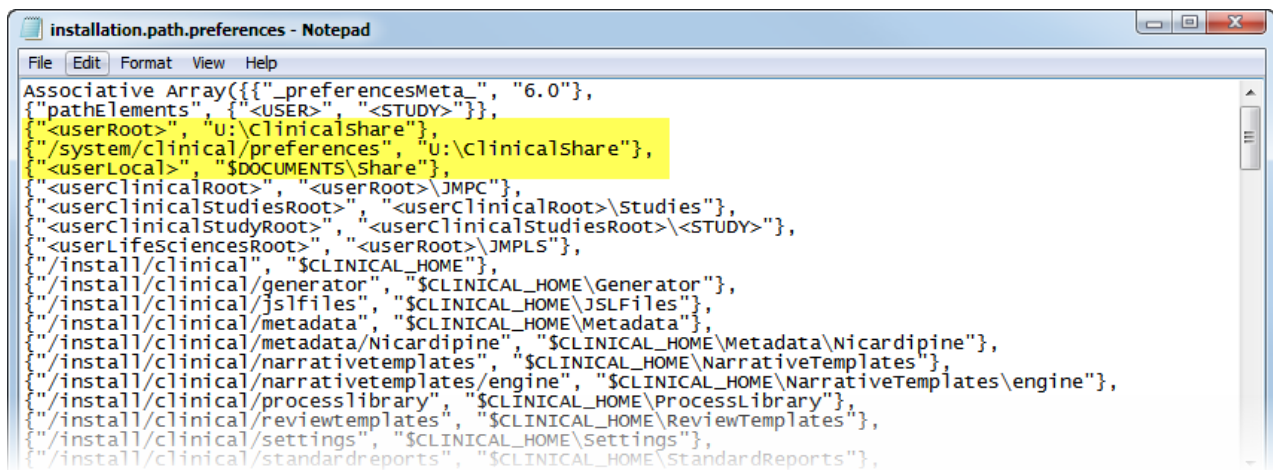 installation.path.preferences - Notepad
File Edit Format View Help
Associative Array({{"_preferencesMeta_", "6.0"},
{"pathElements", {"<USER>", "<STUDY>"}},
{"<userRoot>", "U:\ClinicalShare"},
{"/system/clinical/preferences", "U:\ClinicalShare"},
{"<userLocal>", "$DOCUMENTS\Share"},
{"<userClinicalRoot>", "<userRoot>\JMPC"},
{"<userClinicalStudiesRoot>", "<userClinicalRoot>\Studies"},
{"<userClinicalStudyRoot>", "<userClinicalStudiesRoot>\<STUDY>"},
{"<userLifeSciencesRoot>", "<userRoot>\JMPLS"},
{"/install/clinical", "$CLINICAL_HOME"},
{"/install/clinical/generator", "$CLINICAL_HOME\Generator"},
{"/install/clinical/jslfiles", "$CLINICAL_HOME\JSLFiles"},
{"/install/clinical/metadata", "$CLINICAL_HOME\Metadata"},
{"/install/clinical/metadata/Nicardipine", "$CLINICAL_HOME\Metadata\Nicardipine"},
{"/install/clinical/narrativetemplates", "$CLINICAL_HOME\NarrativeTemplates"},
{"/install/clinical/narrativetemplates/engine", "$CLINICAL_HOME\NarrativeTemplates\engine"},
{"/install/clinical/processlibrary", "$CLINICAL_HOME\ProcessLibrary"},
{"/install/clinical/reviewtemplates", "$CLINICAL_HOME\ReviewTemplates"},
{"/install/clinical/settings", "$CLINICAL_HOME\Settings"},
{"/install/clinical/standardreports", "$CLINICAL_HOME\StandardReports"},